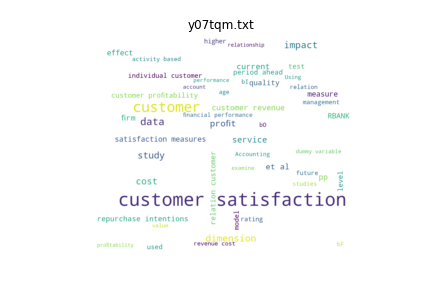 y07tqm.txt
higher
relationship
impact
effect
activity based
current
test
individual customer
period ahead
Using
performance
bl
quality
relation
account
customer profitability
age
measure
management
customer
customer revenue
firm
data
financial performance
profit
b0
RBANK
satisfaction measures
service
study
Accounting
dummy variable
relation customer
examine
et al
future
level
cost
studies
pp
customer satisfaction
repurchase intentions
model
rating
value
dimension
profitability
used
revenue cost